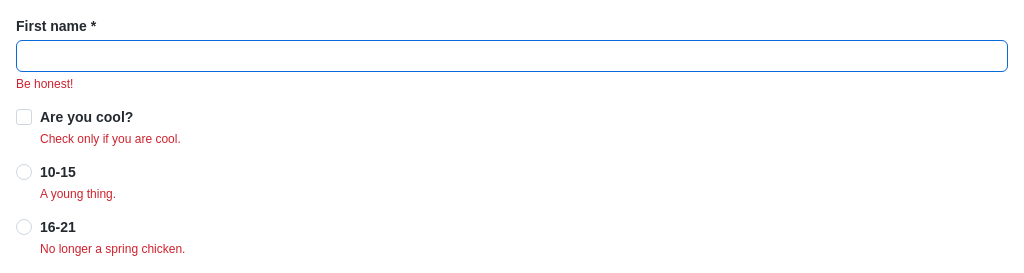 First name *
Be honest!
Are you cool?
Check only if you are cool.
10-15
A young thing.
16-21
No longer a spring chicken.